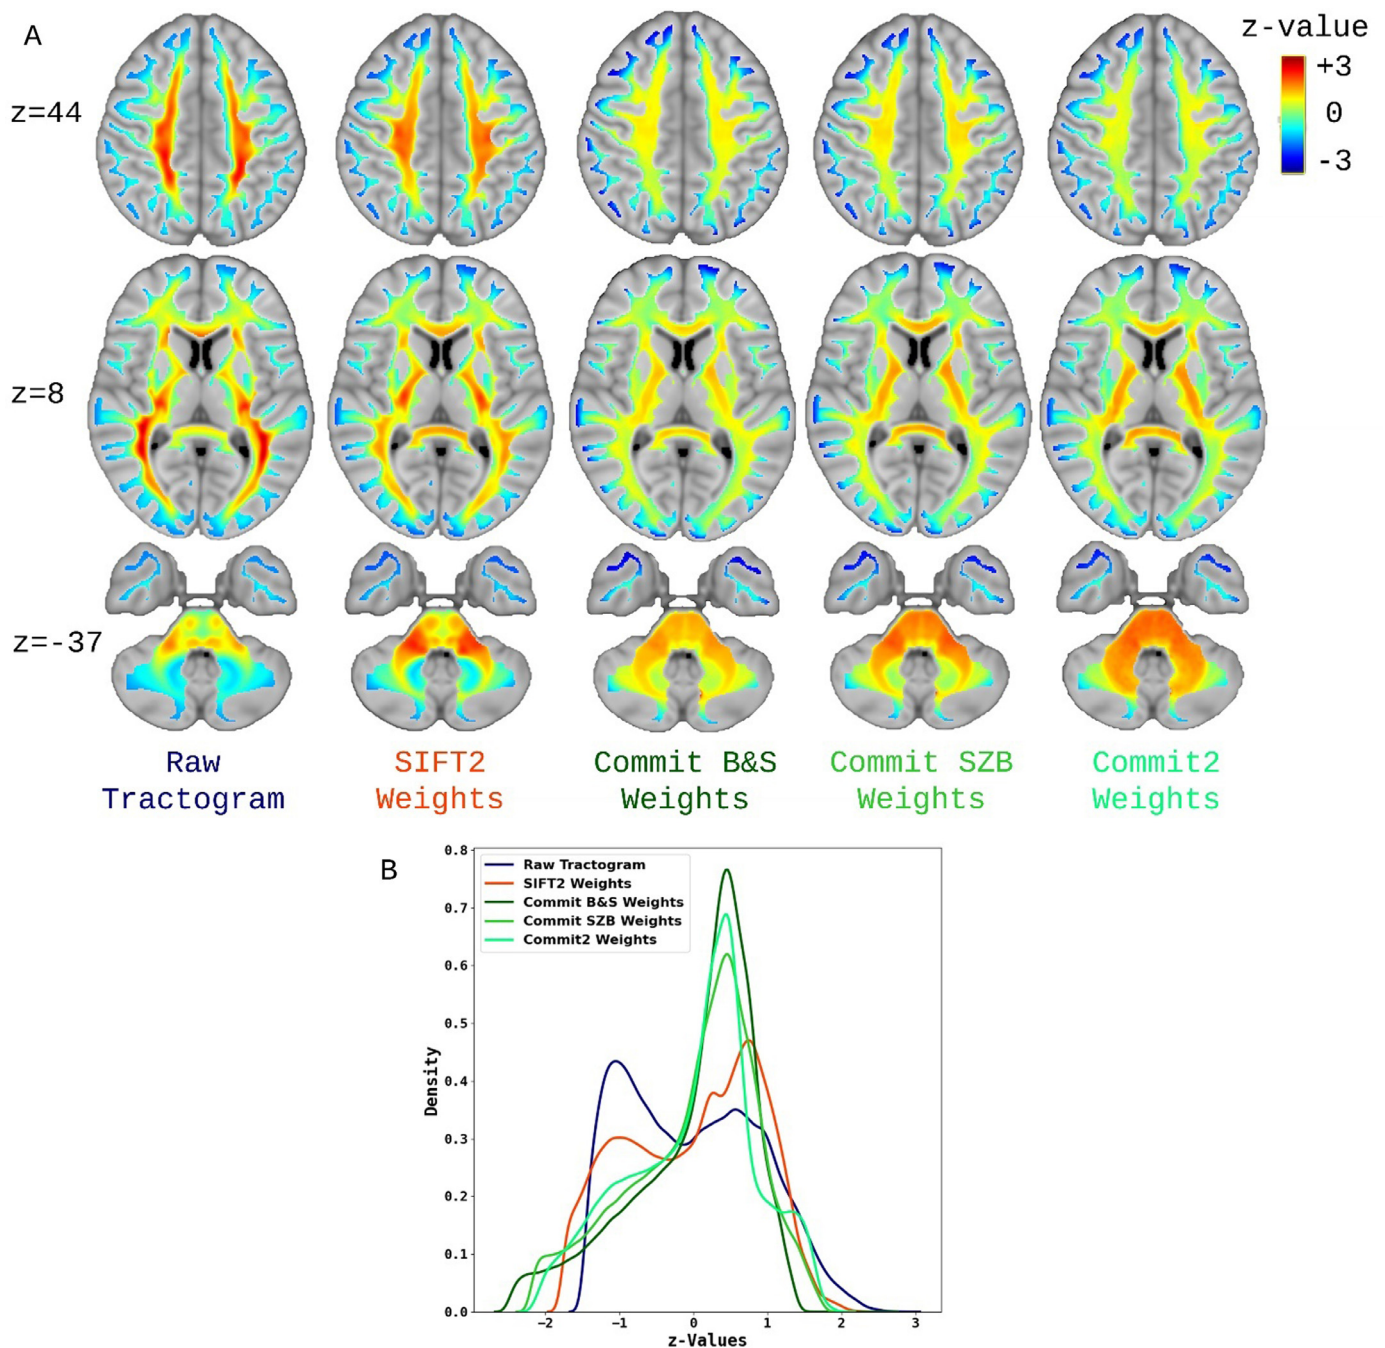 A
z-value
+3
0
-3
z=44
z=8
z=-37
Raw
Tractogram
SIFT2
Weights
Commit B&S
Weights
Commit SZB
Weights
Commit2
Weights
B
Raw Tractogram
SIFT2 Weights
Commit B&S Weights
Commit SZB Weights
Commit2 Weights
0.8
0.7
0.6
0.5
0.4
0.3
0.2
0.1
0.0
Density
−2
−1
0
1
2
3
z-Values